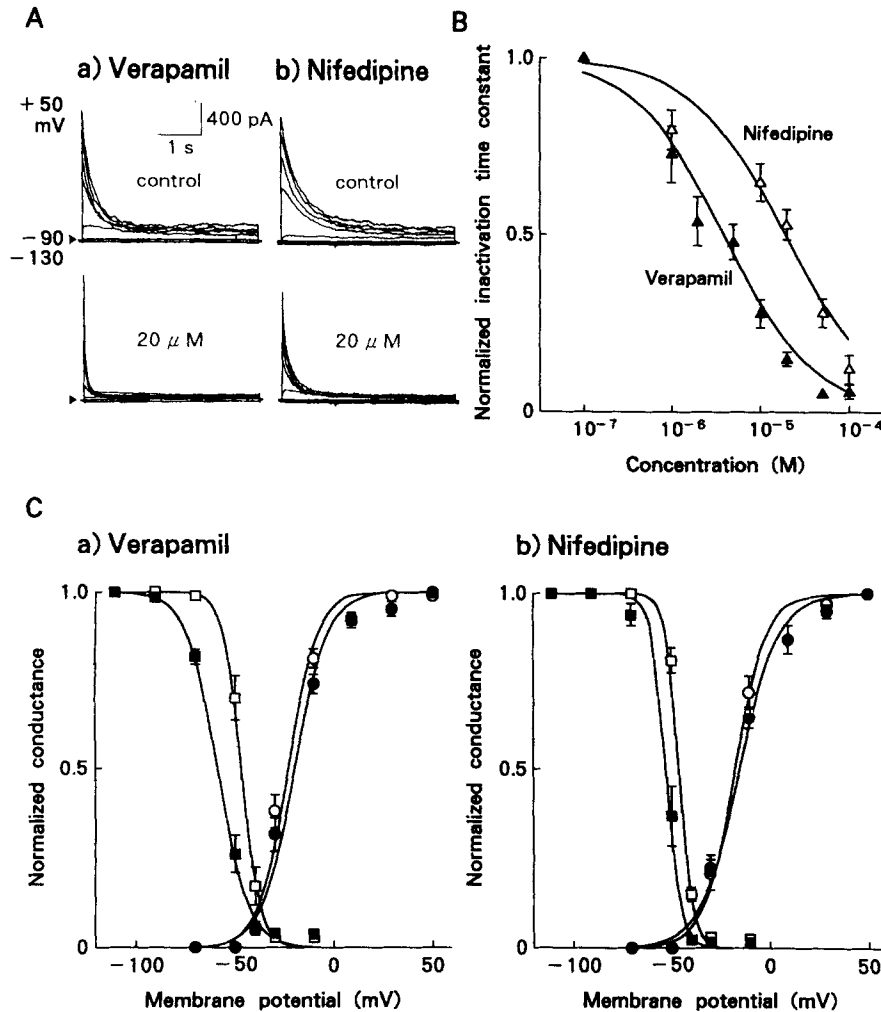 A
a) Verapamil
b) Nifedipine
+50
mV
400 pA
1 s
control
control
−90
−130
20 μM
20 μM
B
Normalized inactivation time constant
1.0
0.5
0
Nifedipine
Verapamil
10⁻⁷
10⁻⁶
10⁻⁵
10⁻⁴
Concentration (M)
C
a) Verapamil
Normalized conductance
1.0
0.5
0
−100
−50
0
50
Membrane potential (mV)
b) Nifedipine
Normalized conductance
1.0
0.5
0
−100
−50
0
50
Membrane potential (mV)